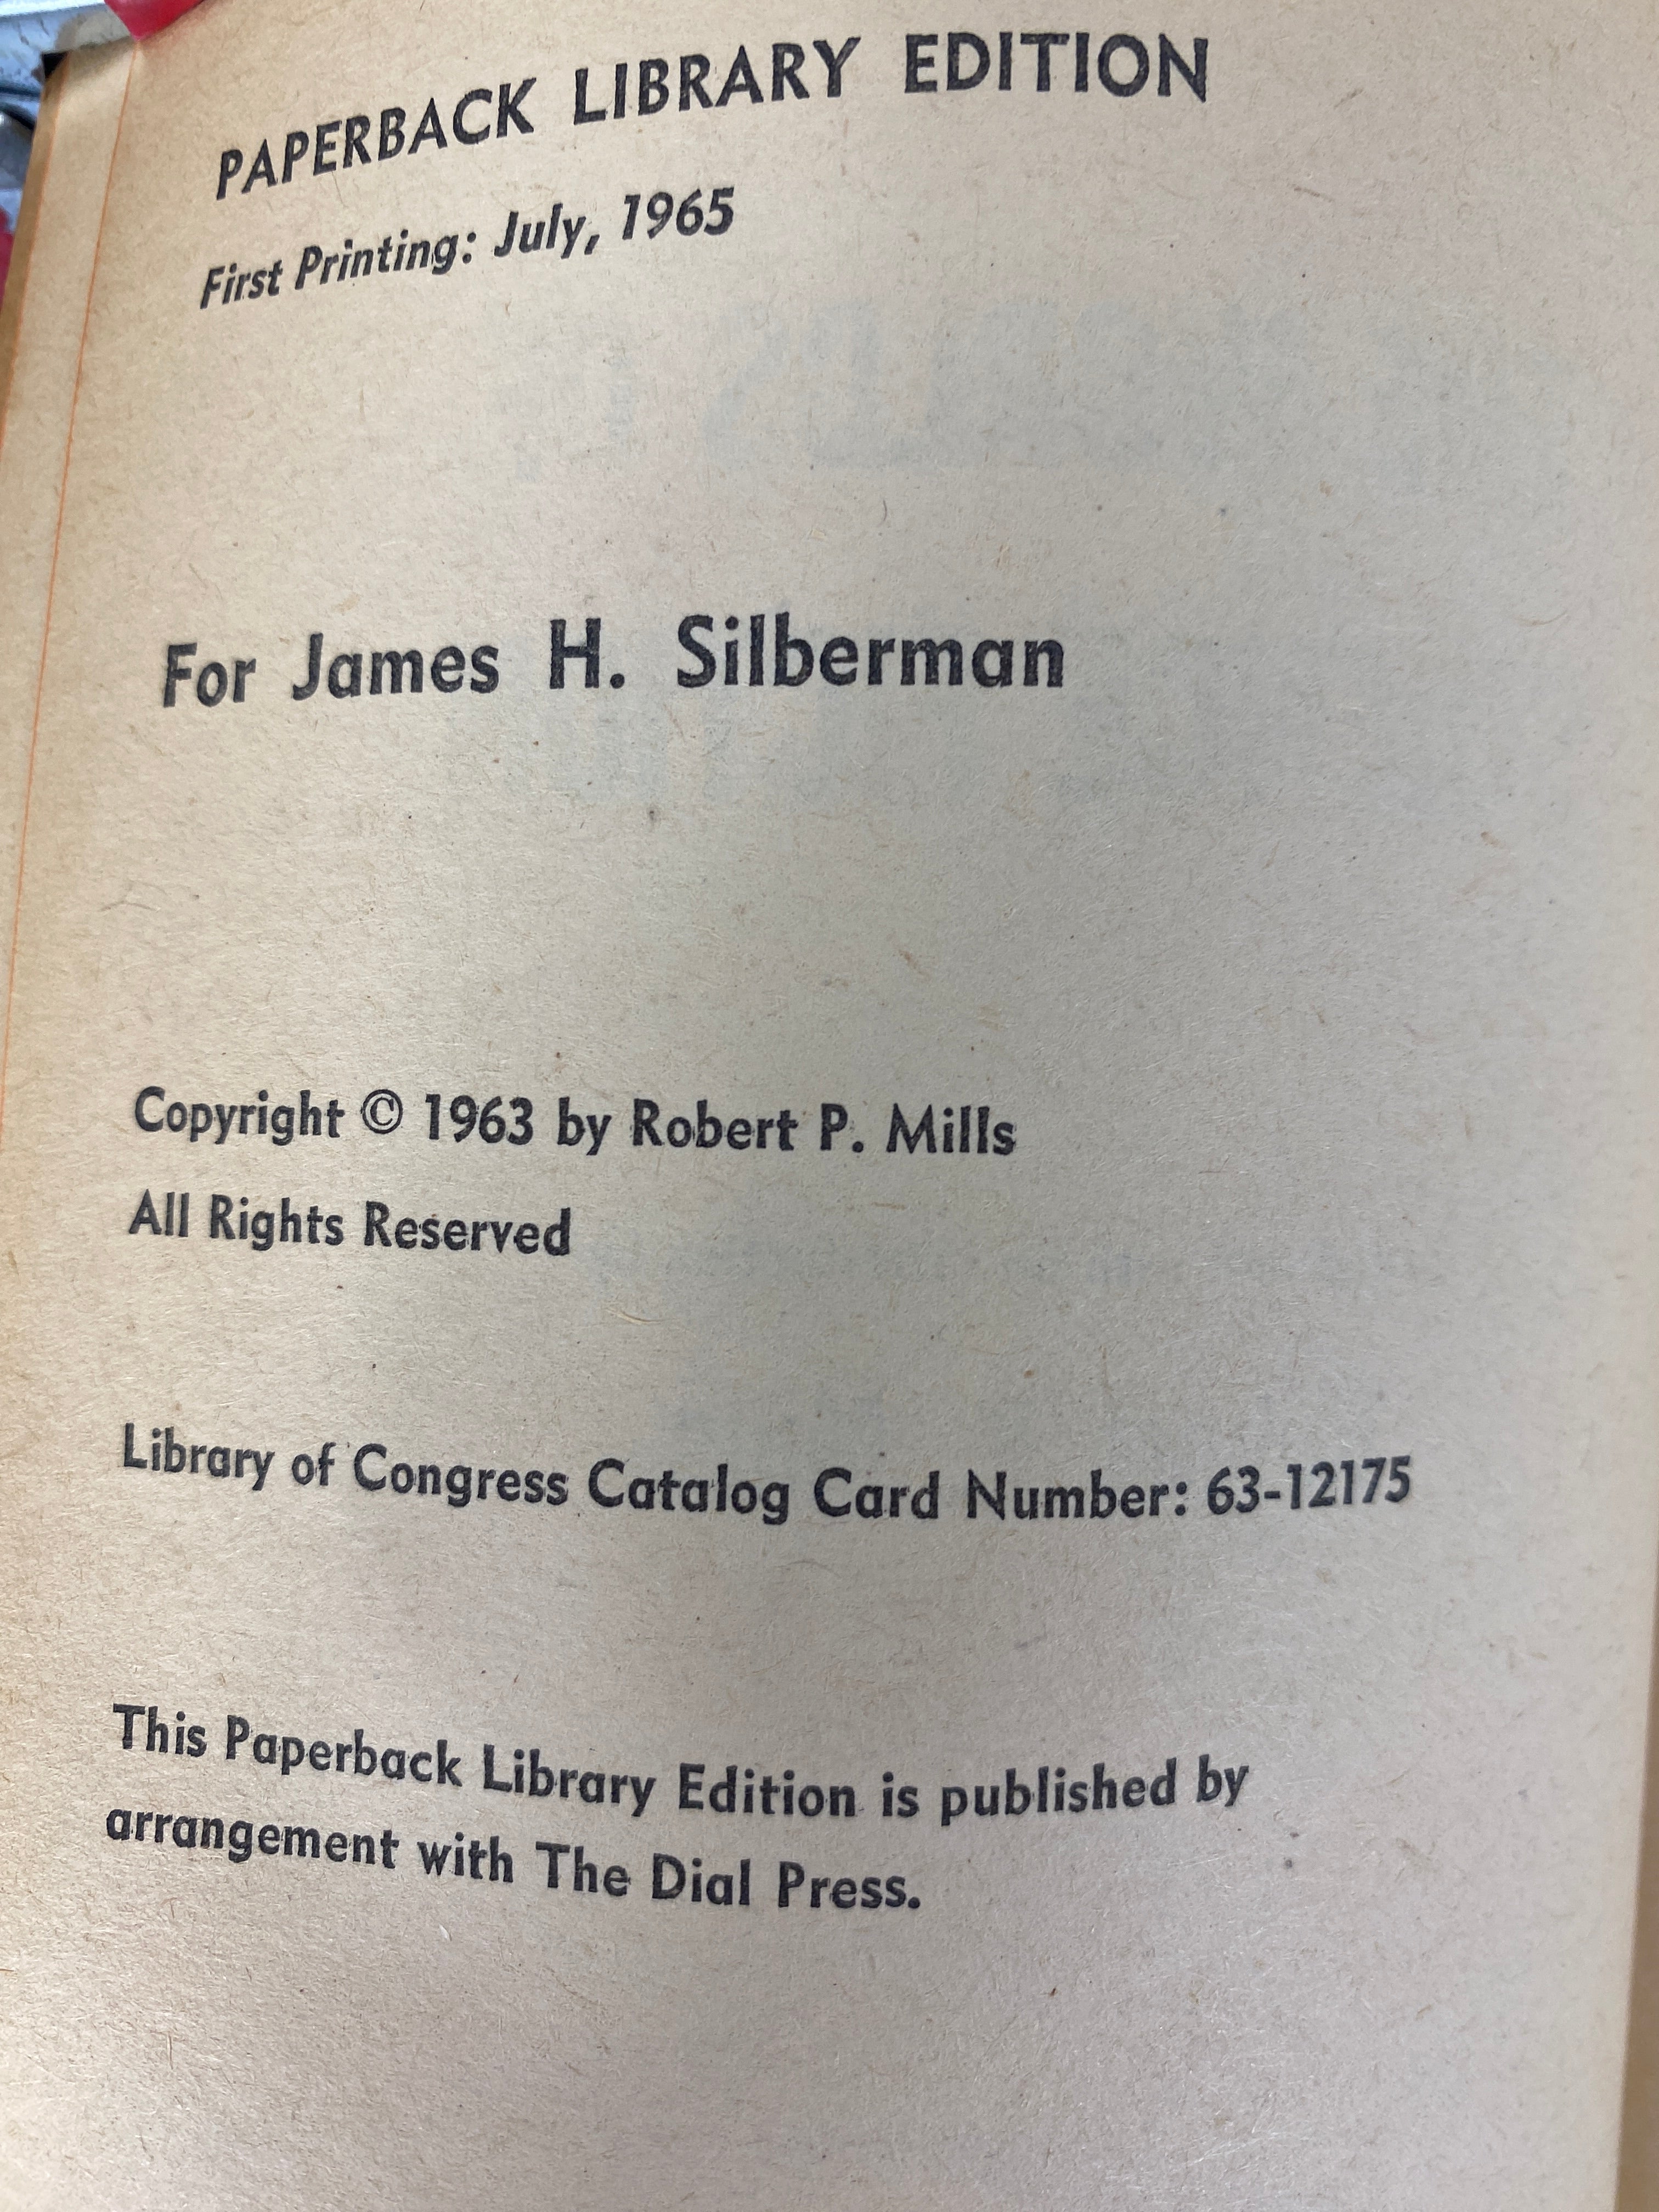 PAPERBACK LIBRARY EDITION
First Printing: July, 1965
For James H. Silberman
Copyright © 1963 by Robert P. Mills
All Rights Reserved
Library of Congress Catalog Card Number: 63-12175
This Paperback Library Edition is published by
arrangement with The Dial Press.